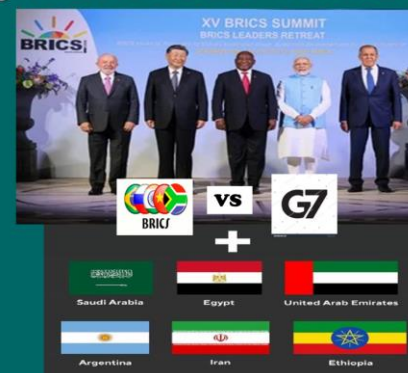 XV BRICS SUMMIT
BRICS LEADERS RETREAT
BRICS
BRICS
VS
G7
+
Saudi Arabia
Egypt
United Arab Emirates
Argentina
Iran
Ethiopia